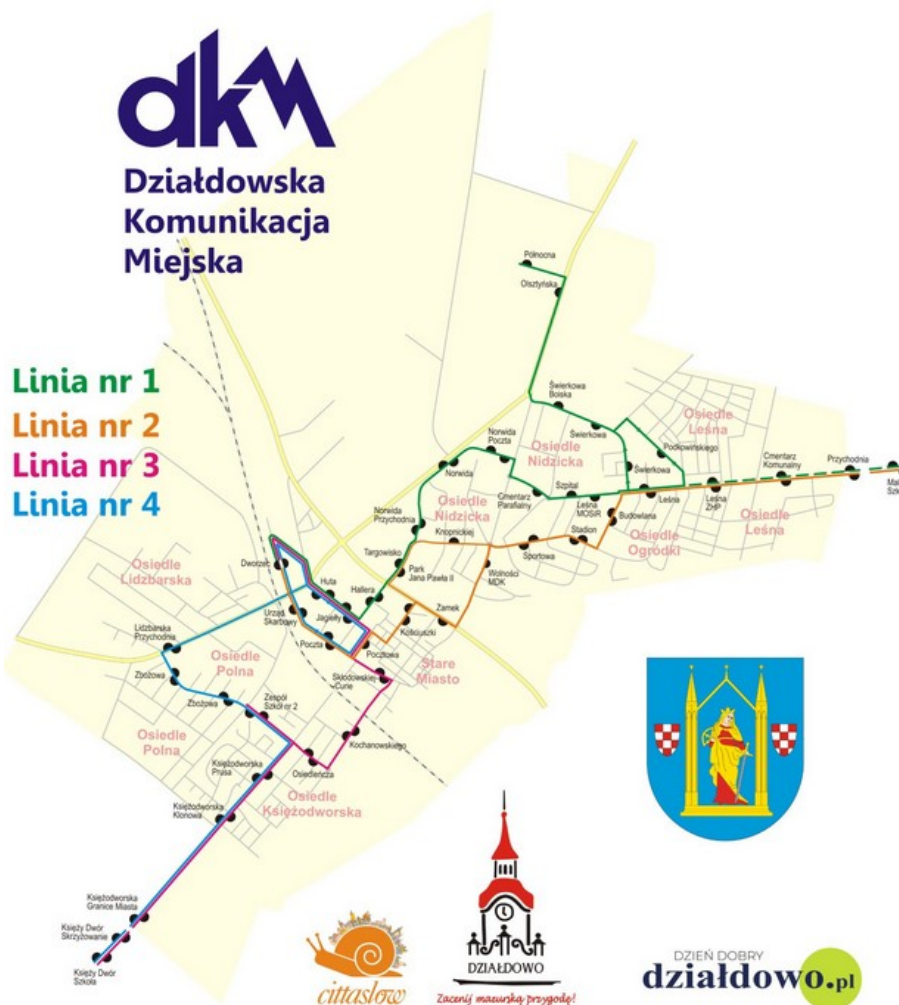 dkm
Działdowska
Komunikacja
Miejska
Linia nr 1
Linia nr 2
Linia nr 3
Linia nr 4
Północna
Olsztyńska
Świerkowa
Boiska
Świerkowa
Osiedle
Leśna
Podkowińskiego
Norwida
Poczta
Osiedle
Nidzicka
Norwida
Świerkowa
Cmentarz
Komunalny
Przychodnia
Szpital
Cmentarz
Parafialny
Leśna
MOSiR
Leśna
Leśna
ZHP
Osiedle
Leśna
Osiedle
Nidzicka
Norwida
Przychodnia
Knopnickiej
Stadion
Budowlana
Osiedle
Ogródki
Sportowa
Targowisko
Park
Jana Pawła II
Wolności
MDK
Osiedle
Lidzbarska
Dworzec
Huta
Hallera
Urząd
Skarbowy
Jagiełły
Zamek
Kościuszki
Lidzbarska
Przychodnia
Poczta
Pocztowa
Osiedle
Polna
Stare
Miasto
Zbożowa
Skłodowskiej
-Curie
Zbożowa
Zespół
Szkół nr 2
Osiedle
Polna
Kochanowskiego
Księżodworska
Prusa
Osiedleńcza
Osiedle
Księżodworska
Księżodworska
Klonowa
Księżodworska
Granice Miasta
Księży Dwór
Skrzyżowanie
Księży Dwór
Szkoła
cittaslow
DZIAŁDOWO
Zacznij mazurską przygodę!
DZIEŃ DOBRY
działdowo.pl